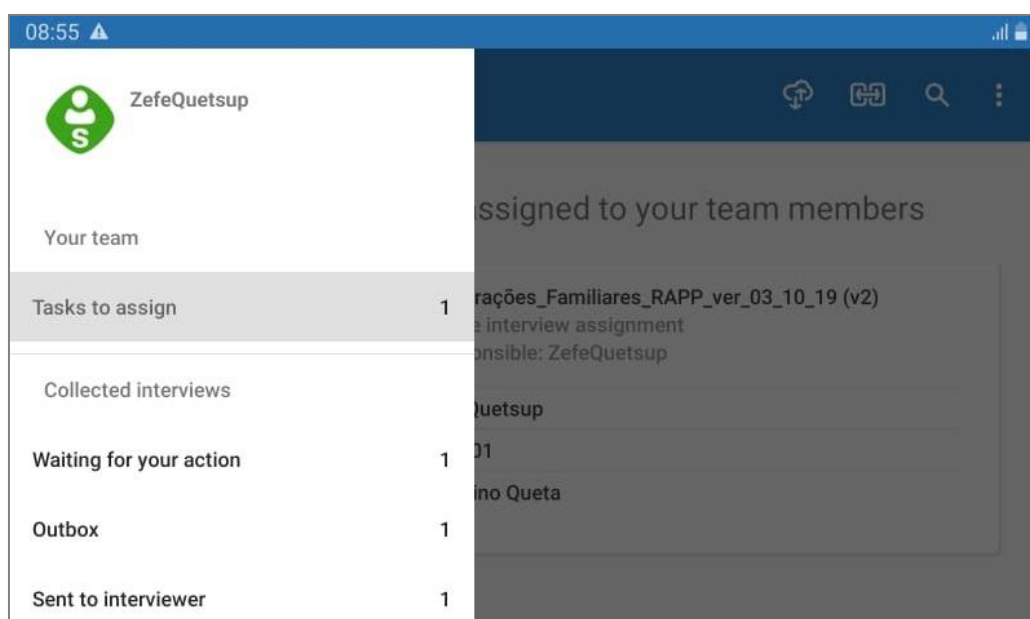 08:55
ZefeQuetsup
S
Your team
Tasks to assign 1
Collected interviews
Waiting for your action 1
Outbox 1
Sent to interviewer 1
ssigned to your team members
rações_Familiares_RAPP_ver_03_10_19 (v2)
e interview assignment
onsible: ZefeQuetsup
Quetsup
01
ino Queta